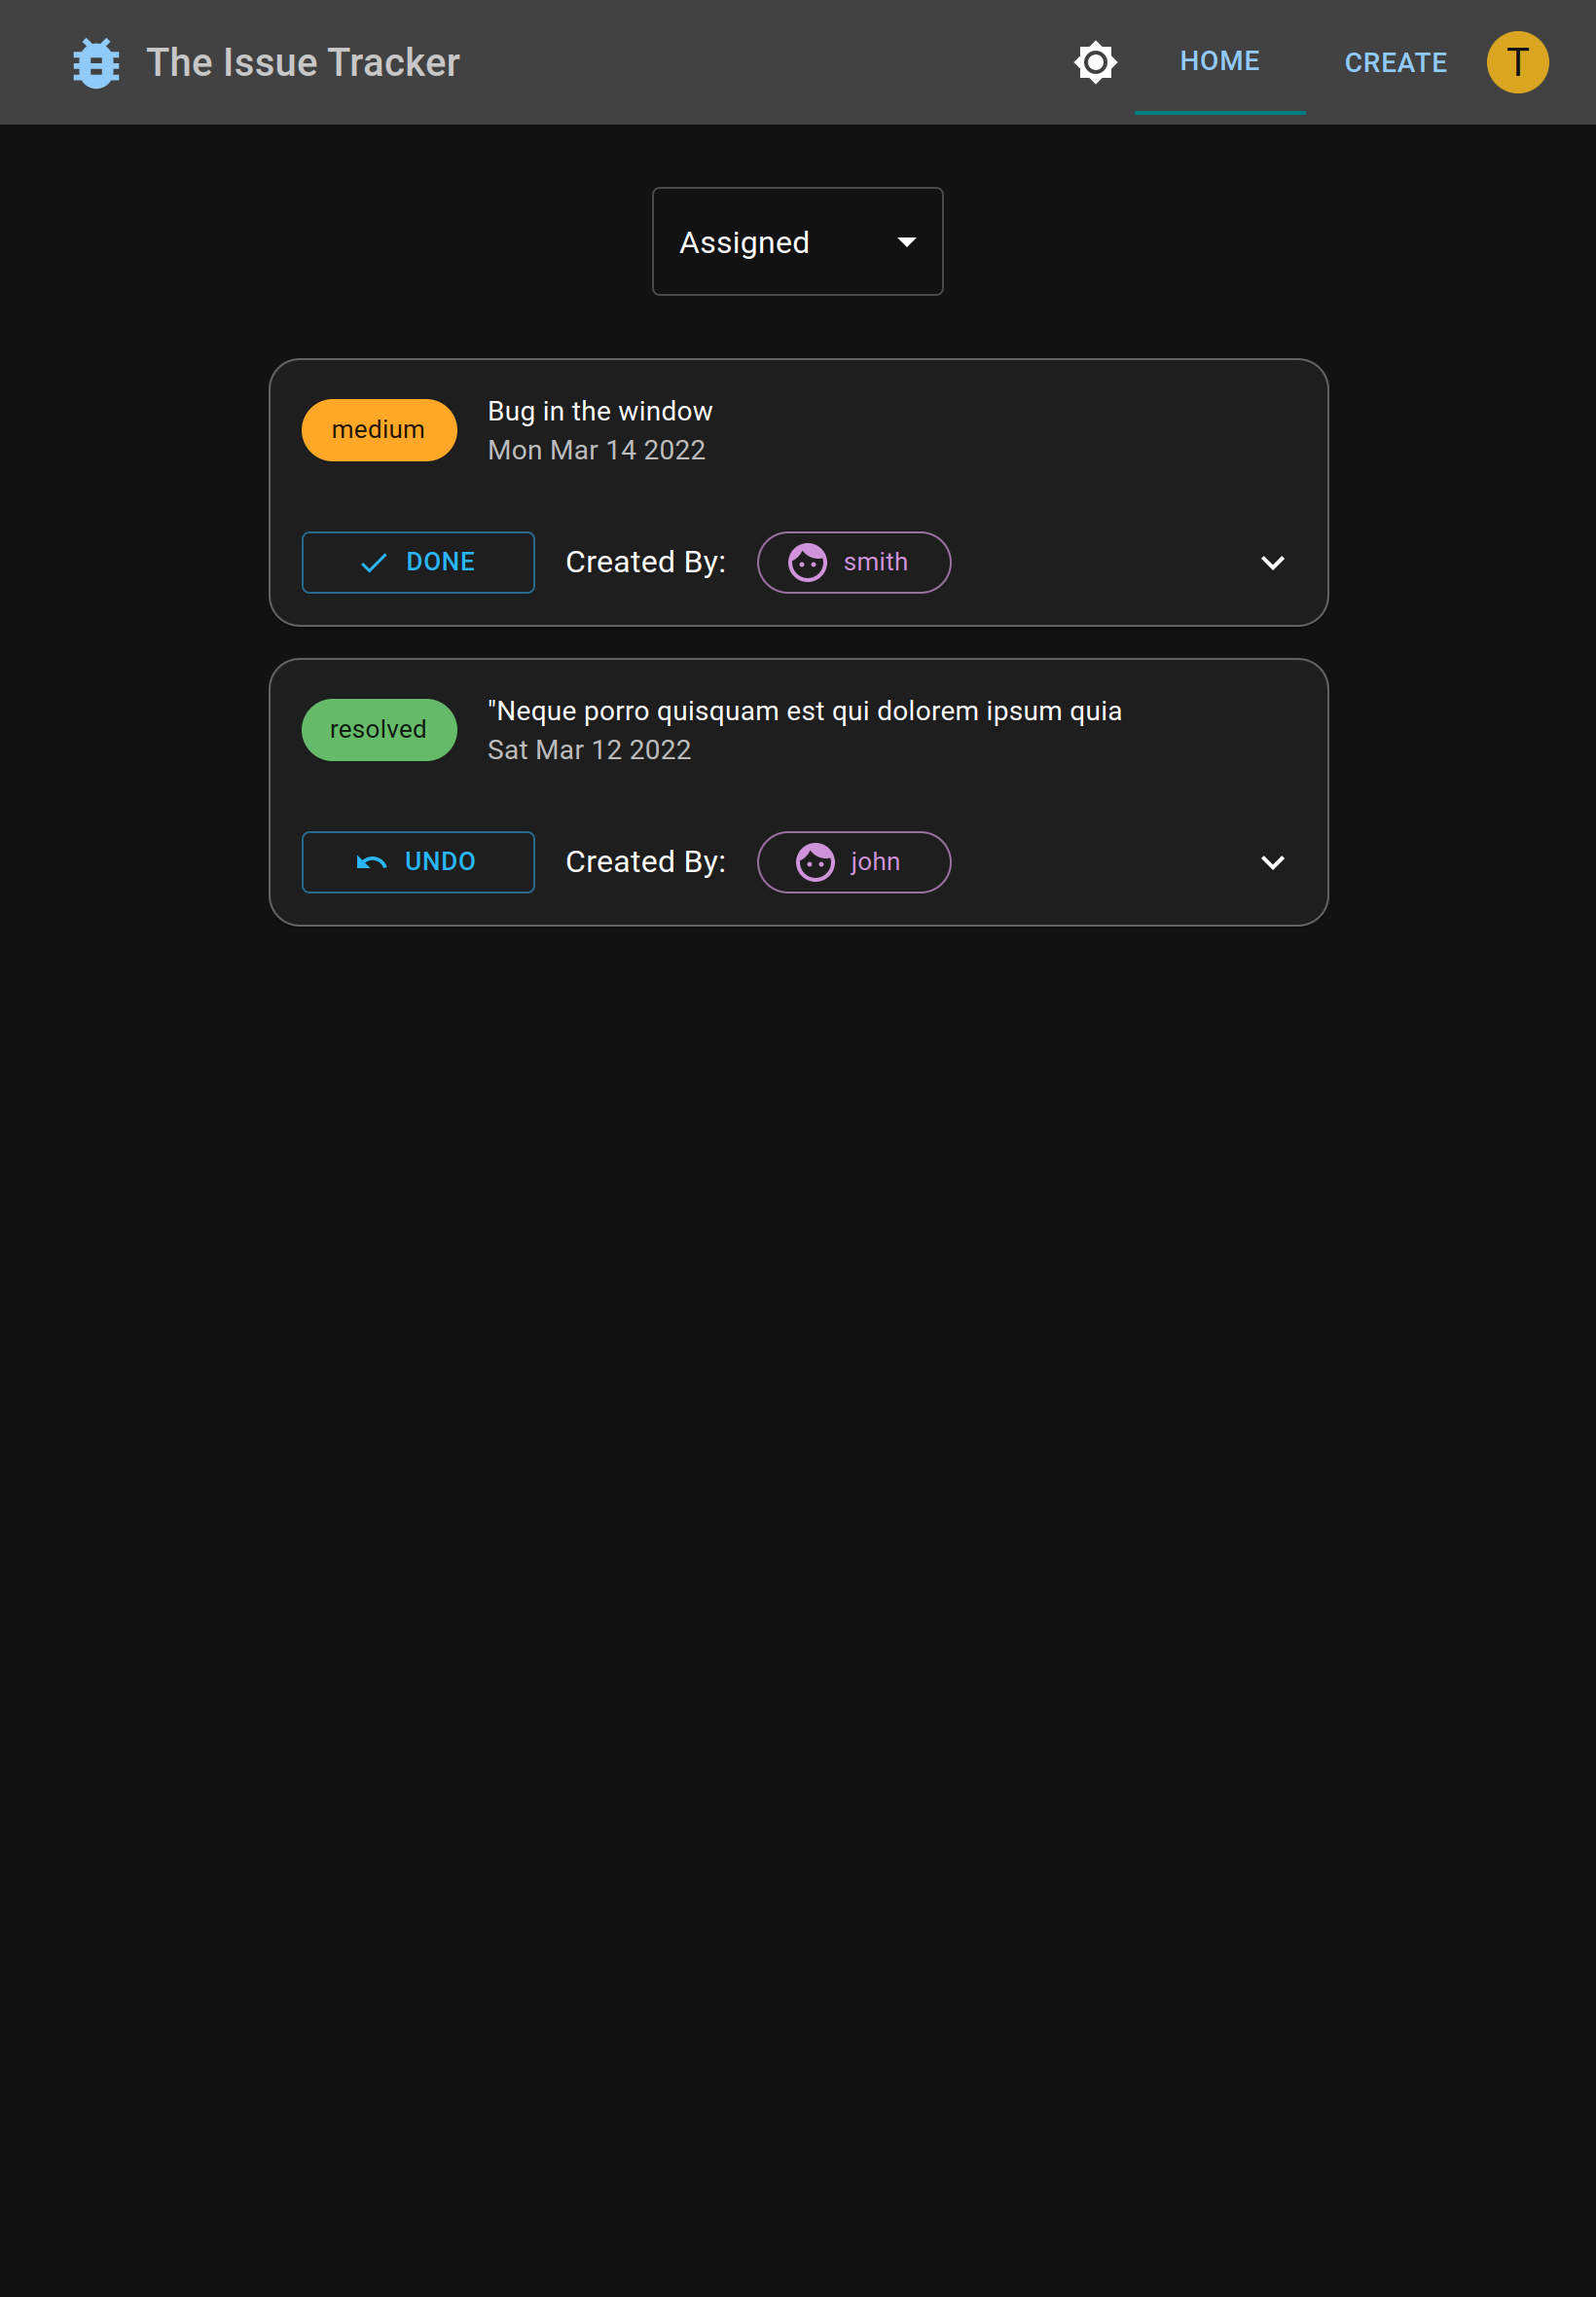 The Issue Tracker
HOME
CREATE
T
Assigned
medium
Bug in the window
Mon Mar 14 2022
DONE
Created By:
smith
resolved
"Neque porro quisquam est qui dolorem ipsum quia
Sat Mar 12 2022
UNDO
Created By:
john